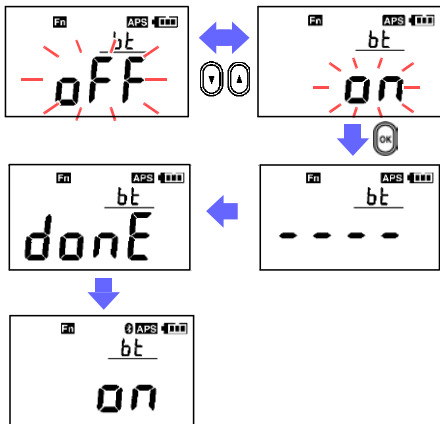 Fn APS
bt
oFF
Fn APS
bt
on
OK
Fn APS
bt
donE
Fn APS
bt
- - - -
Fn APS
bt
on